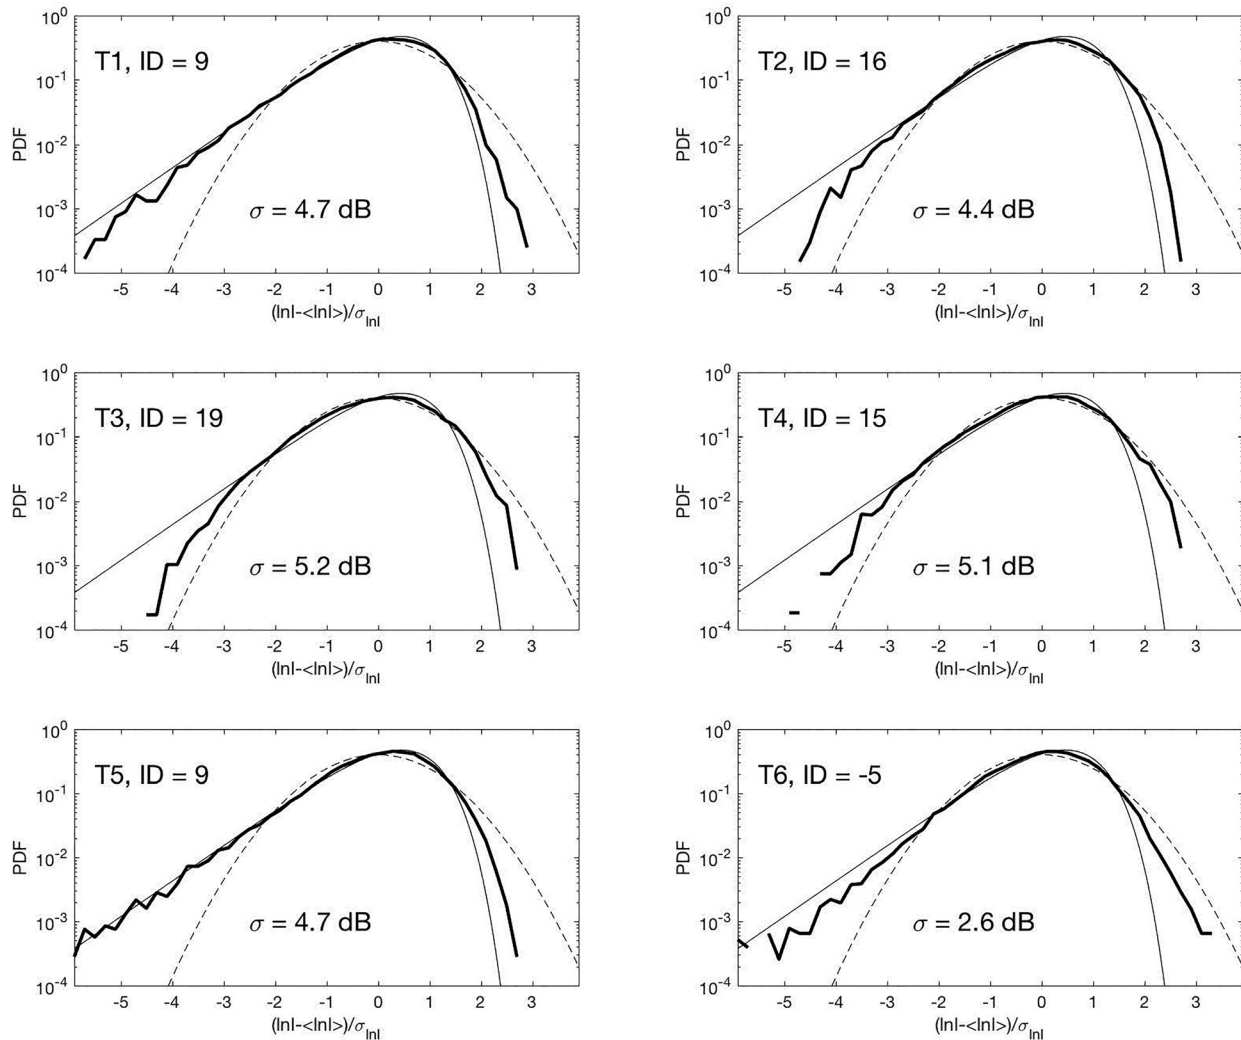 T1, ID = 9
σ = 4.7 dB
PDF
10^0
10^-1
10^-2
10^-3
10^-4
-5 -4 -3 -2 -1 0 1 2 3
(lnI-<lnI>)/σ_lnI
T2, ID = 16
σ = 4.4 dB
PDF
10^0
10^-1
10^-2
10^-3
10^-4
-5 -4 -3 -2 -1 0 1 2 3
(lnI-<lnI>)/σ_lnI
T3, ID = 19
σ = 5.2 dB
PDF
10^0
10^-1
10^-2
10^-3
10^-4
-5 -4 -3 -2 -1 0 1 2 3
(lnI-<lnI>)/σ_lnI
T4, ID = 15
σ = 5.1 dB
PDF
10^0
10^-1
10^-2
10^-3
10^-4
-5 -4 -3 -2 -1 0 1 2 3
(lnI-<lnI>)/σ_lnI
T5, ID = 9
σ = 4.7 dB
PDF
10^0
10^-1
10^-2
10^-3
10^-4
-5 -4 -3 -2 -1 0 1 2 3
(lnI-<lnI>)/σ_lnI
T6, ID = -5
σ = 2.6 dB
PDF
10^0
10^-1
10^-2
10^-3
10^-4
-5 -4 -3 -2 -1 0 1 2 3
(lnI-<lnI>)/σ_lnI